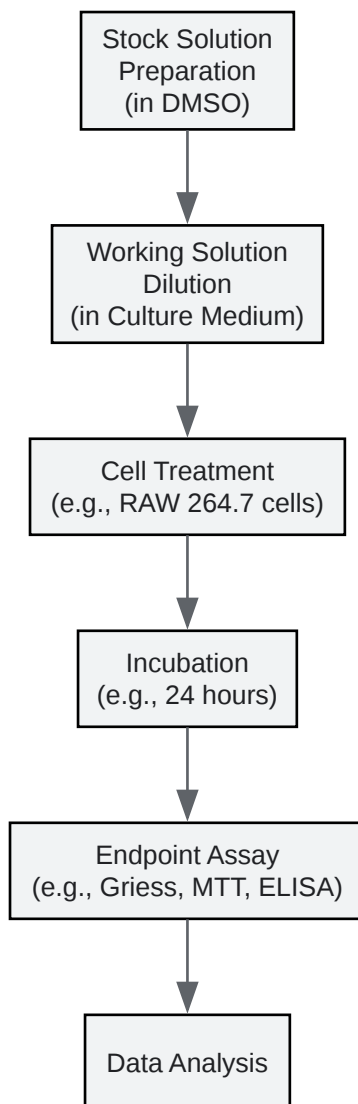 Stock Solution
Preparation
(in DMSO)
Working Solution
Dilution
(in Culture Medium)
Cell Treatment
(e.g., RAW 264.7 cells)
Incubation
(e.g., 24 hours)
Endpoint Assay
(e.g., Griess, MTT, ELISA)
Data Analysis